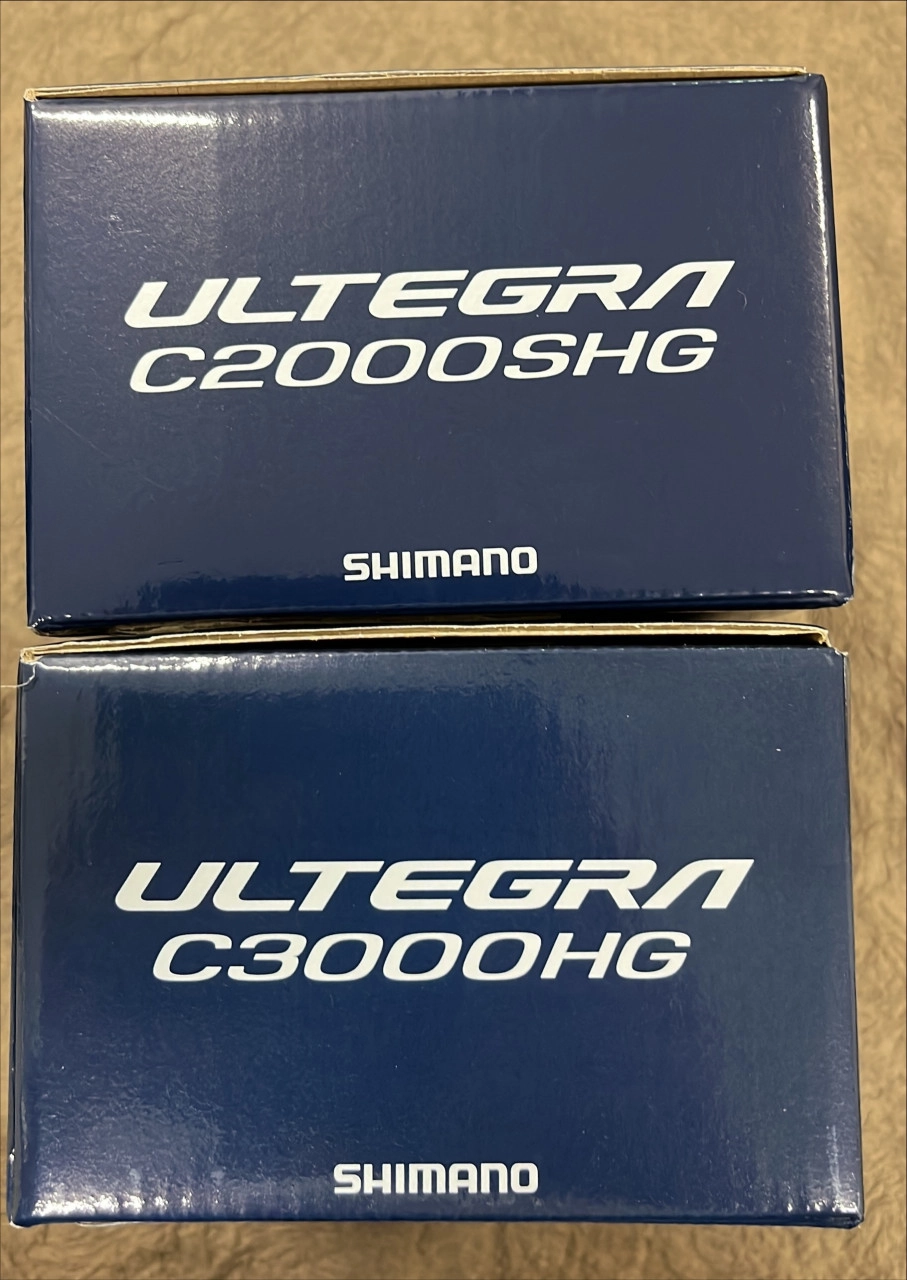 ULTEGRA
C2000SHG
SHIMANO
ULTEGRA
C3000HG
SHIMANO